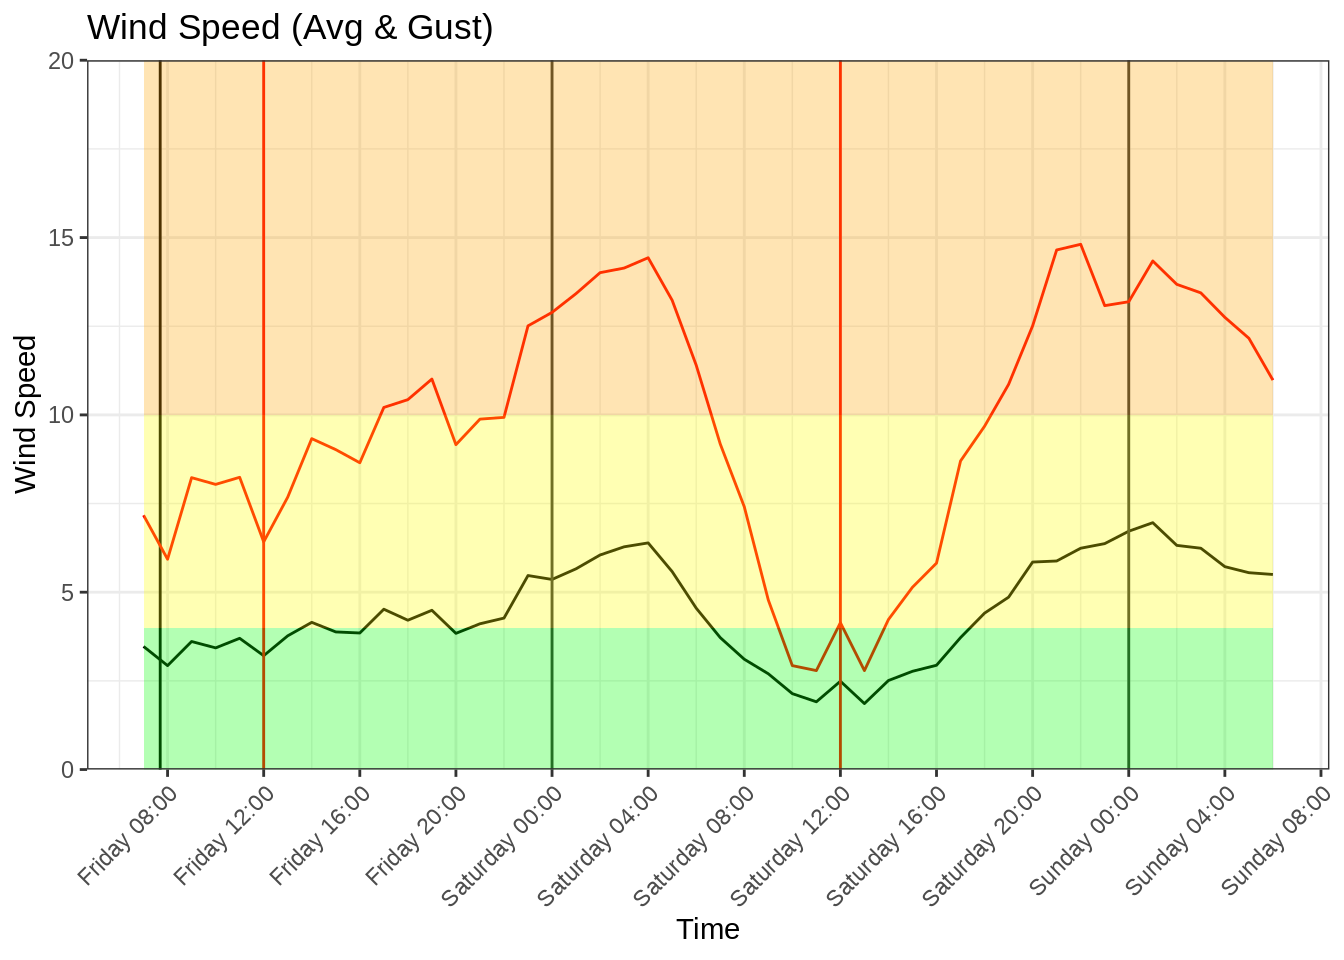 Wind Speed (Avg & Gust)
20
15
10
5
0
Wind Speed
Friday 08:00
Friday 12:00
Friday 16:00
Friday 20:00
Saturday 00:00
Saturday 04:00
Saturday 08:00
Saturday 12:00
Saturday 16:00
Saturday 20:00
Sunday 00:00
Sunday 04:00
Sunday 08:00
Time